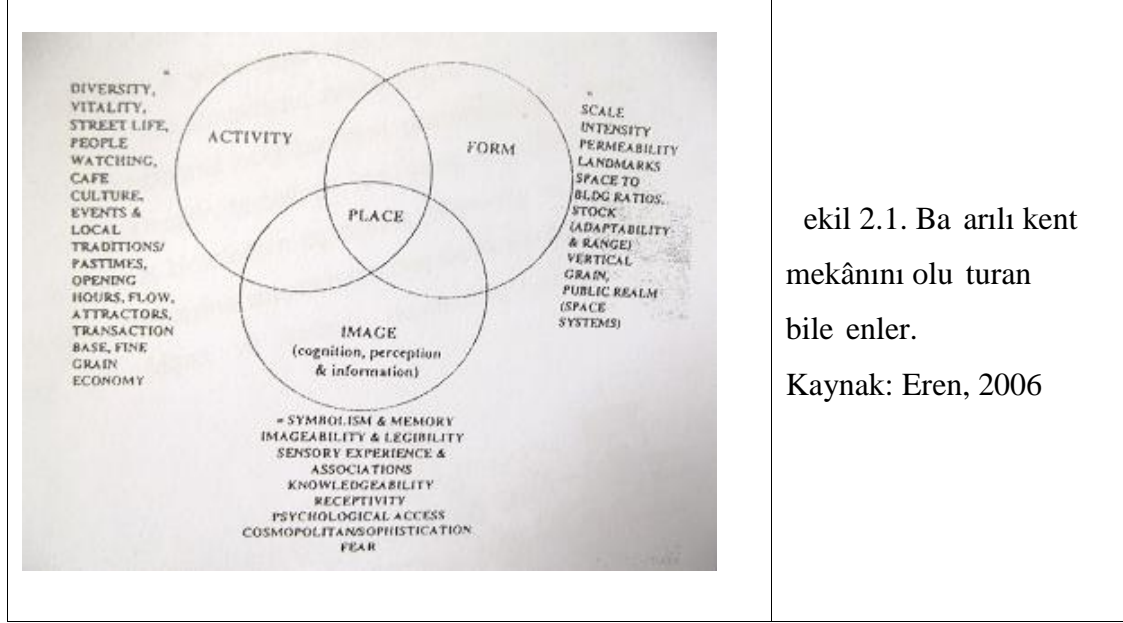 DIVERSITY,
VITALITY,
STREET LIFE,
PEOPLE
WATCHING,
CAFE
CULTURE,
EVENTS &
LOCAL
TRADITIONS/
PASTIMES,
OPENING
HOURS, FLOW,
ATTRACTORS,
TRANSACTION
BASE, FINE
GRAIN
ECONOMY
ACTIVITY
FORM
PLACE
IMAGE
(cognition, perception
& information)
=
SCALE
INTENSITY
PERMEABILITY
LANDMARKS
SPACE TO
BLDG RATIOS,
STOCK
(ADAPTABILITY
& RANGE)
VERTICAL
GRAIN,
PUBLIC REALM
(SPACE
SYSTEMS)
= SYMBOLISM & MEMORY
IMAGEABILITY & LEGIBILITY
SENSORY EXPERIENCE &
ASSOCIATIONS
KNOWLEDGEABILITY
RECEPTIVITY
PSYCHOLOGICAL ACCESS
COSMOPOLITAN/SOPHISTICATION
FEAR
ekil 2.1. Ba arılı kent
mekânını olu turan
bile enler.
Kaynak: Eren, 2006